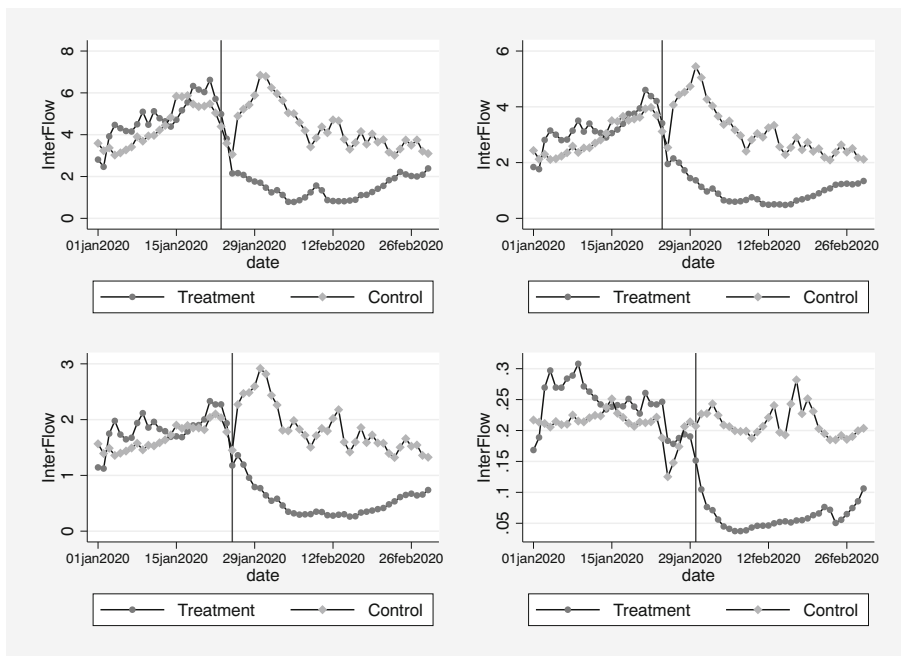 InterFlow
8
6
4
2
0
01jan2020 15jan2020 29jan2020 12feb2020 26feb2020
date
Treatment Control
InterFlow
6
4
2
0
01jan2020 15jan2020 29jan2020 12feb2020 26feb2020
date
Treatment Control
InterFlow
3
2
1
0
01jan2020 15jan2020 29jan2020 12feb2020 26feb2020
date
Treatment Control
InterFlow
.3
.25
.2
.15
.1
.05
01jan2020 15jan2020 29jan2020 12feb2020 26feb2020
date
Treatment Control